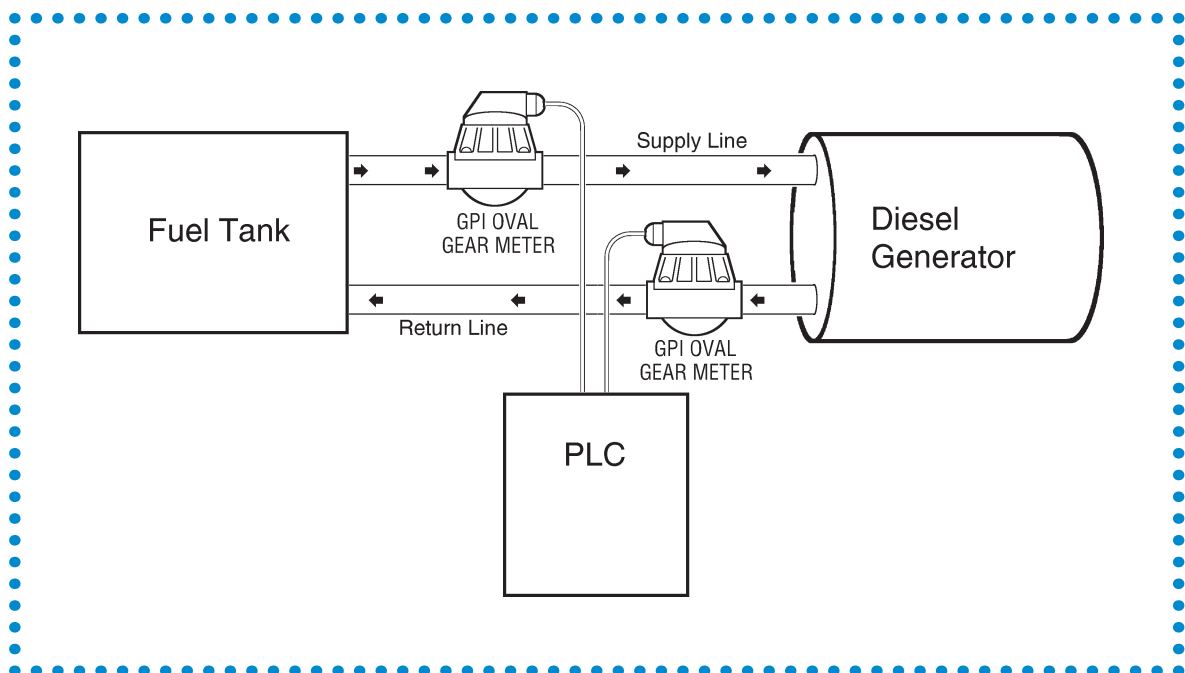 Supply Line
Fuel Tank
GPI OVAL
GEAR METER
Diesel
Generator
Return Line
GPI OVAL
GEAR METER
PLC